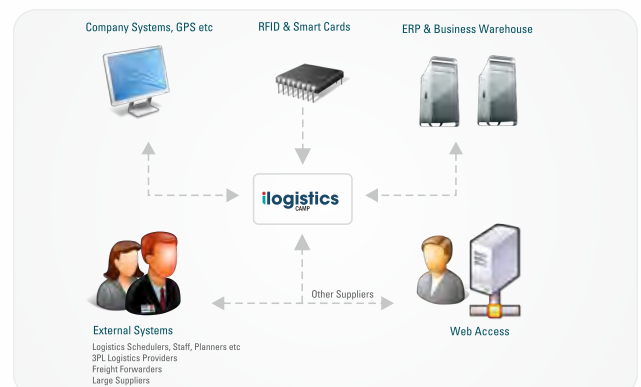 Company Systems, GPS etc
RFID & Smart Cards
ERP & Business Warehouse
ilogistics
CAMP
Other Suppliers
External Systems
Logistics Schedulers, Staff, Planners etc
3PL Logistics Providers
Freight Forwarders
Large Suppliers
Web Access